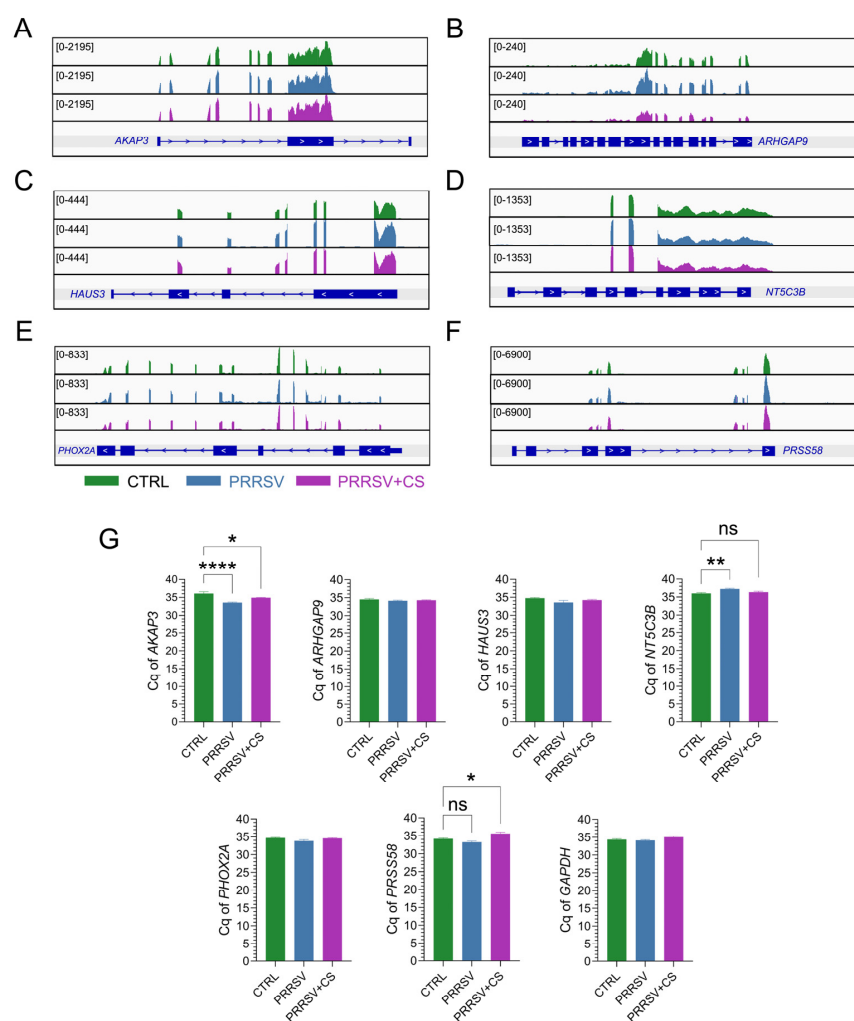 A
[0-2195]
[0-2195]
[0-2195]
AKAP3
B
[0-240]
[0-240]
[0-240]
ARHGAP9
C
[0-444]
[0-444]
[0-444]
HAUS3
D
[0-1353]
[0-1353]
[0-1353]
NT5C3B
E
[0-833]
[0-833]
[0-833]
PHOX2A
F
[0-6900]
[0-6900]
[0-6900]
PRSS58
CTRL PRRSV PRRSV+CS
G
*
****
40
35
30
25
20
15
10
5
0
Cq of AKAP3
CTRL
PRRSV
PRRSV+CS
40
35
30
25
20
15
10
5
0
Cq of ARHGAP9
CTRL
PRRSV
PRRSV+CS
40
35
30
25
20
15
10
5
0
Cq of HAUS3
CTRL
PRRSV
PRRSV+CS
ns
**
40
35
30
25
20
15
10
5
0
Cq of NT5C3B
CTRL
PRRSV
PRRSV+CS
40
35
30
25
20
15
10
5
0
Cq of PHOX2A
CTRL
PRRSV
PRRSV+CS
*
ns
40
35
30
25
20
15
10
5
0
Cq of PRSS58
CTRL
PRRSV
PRRSV+CS
40
35
30
25
20
15
10
5
0
Cq of GAPDH
CTRL
PRRSV
PRRSV+CS